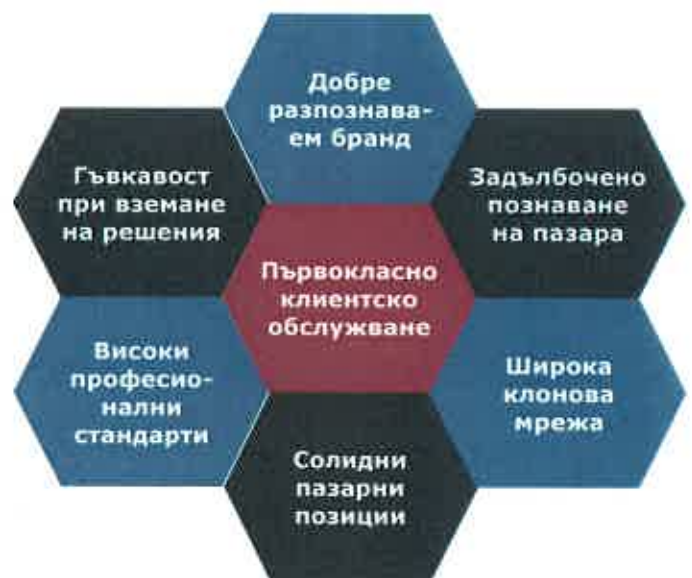 Добре
разпознава-
ем бранд
Гъвкавост
при вземане
на решения
Задълбочено
познаване
на пазара
Първокласно
клиентско
обслужване
Високи
професио-
нални
стандарти
Широка
клонова
мрежа
Солидни
пазарни
позиции